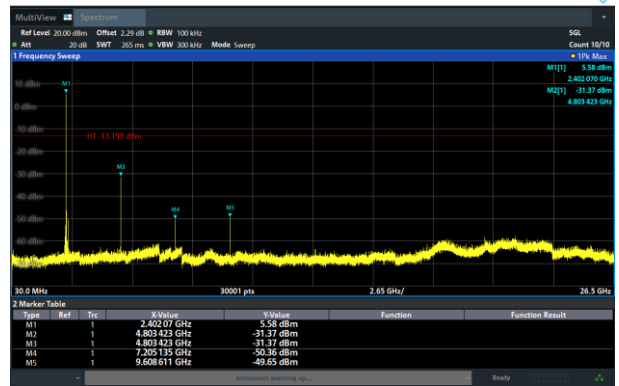 MultiView Spectrum
Ref Level 20.00 dBm Offset 2.29 dB RBW 100 kHz SGL
Att 20 dB SWT 265 ms VBW 300 kHz Mode Sweep Count 10/10
1 Frequency Sweep 1Pk Max
M1[1] 5.58 dBm
2.402 070 GHz
M2[1] -31.37 dBm
4.803 423 GHz
10 dBm
M1
0 dBm
-10 dBm
H1 -13.199 dBm
-20 dBm
M3
-30 dBm
-40 dBm
M4
M5
-50 dBm
-60 dBm
30.0 MHz 30001 pts 2.65 GHz/ 26.5 GHz
2 Marker Table
Type Ref Trc X-Value Y-Value Function Function Result
M1 1 2.402 07 GHz 5.58 dBm
M2 1 4.803 423 GHz -31.37 dBm
M3 1 4.803 423 GHz -31.37 dBm
M4 1 7.205 135 GHz -50.36 dBm
M5 1 9.608 611 GHz -49.65 dBm
Instrument warming up... Ready